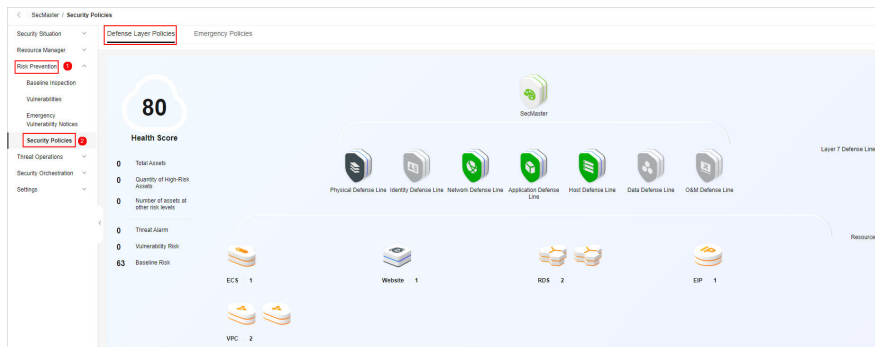 SecMaster / Security Policies
Security Situation
Resource Manager
Risk Prevention 1
Baseline Inspection
Vulnerabilities
Emergency
Vulnerability Notices
Security Policies 2
Threat Operations
Security Orchestration
Settings
Defense Layer Policies
Emergency Policies
80
Health Score
0 Total Assets
0 Quantity of High-Risk
Assets
0 Number of assets at
other risk levels
0 Threat Alarm
0 Vulnerability Risk
63 Baseline Risk
SecMaster
Layer 7 Defense Line
Physical Defense Line
Identity Defense Line
Network Defense Line
Application Defense
Line
Host Defense Line
Data Defense Line
O&M Defense Line
Resource
ECS 1
Website 1
RDS 2
EIP 1
VPC 2